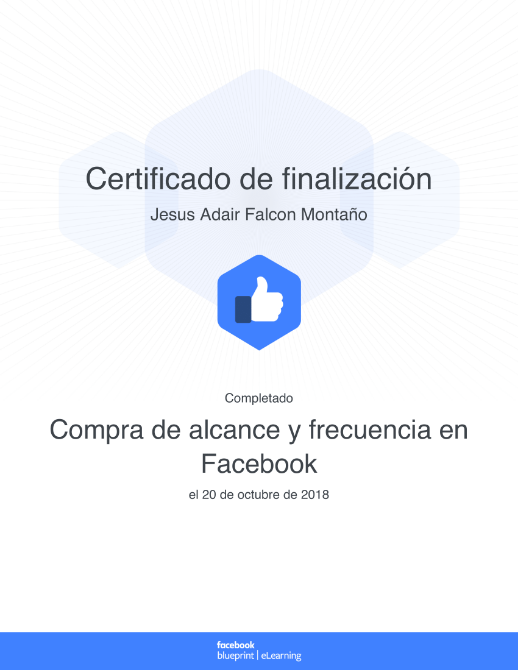 Certificado de finalización
Jesus Adair Falcon Montaño
Completado
Compra de alcance y frecuencia en
Facebook
el 20 de octubre de 2018
facebook
blueprint | eLearning